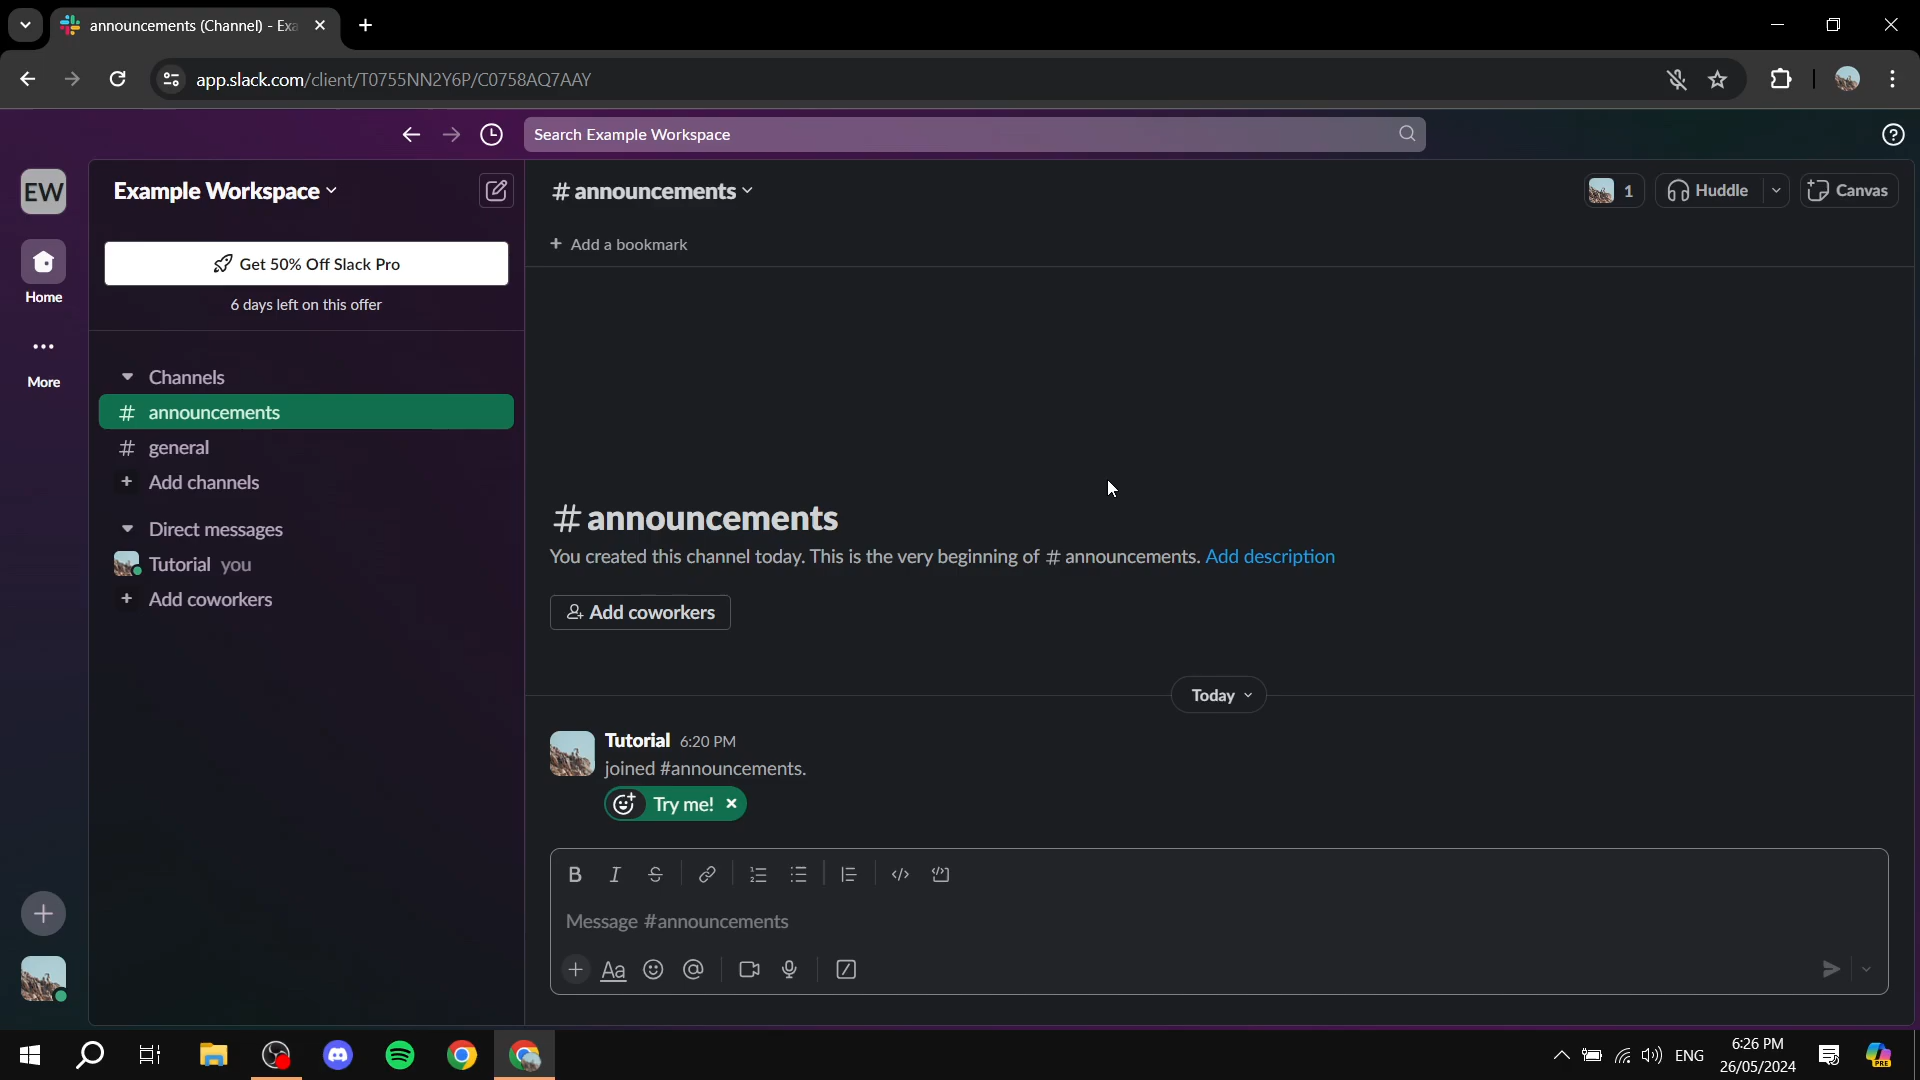 announcements (Channel) - Exa
app.slack.com/client/T0755NN2Y6P/C0758AQ7AAY
Search Example Workspace
EW
Example Workspace
# announcements
1
Huddle
Canvas
+ Add a bookmark
Get 50% Off Slack Pro
6 days left on this offer
Home
More
Channels
# announcements
# general
+ Add channels
Direct messages
Tutorial you
+ Add coworkers
# announcements
You created this channel today. This is the very beginning of # announcements. Add description
Add coworkers
Today
Tutorial 6:20 PM
joined #announcements.
Try me!
B I S
Message #announcements
Aa
ENG
6:26 PM
26/05/2024
PRE